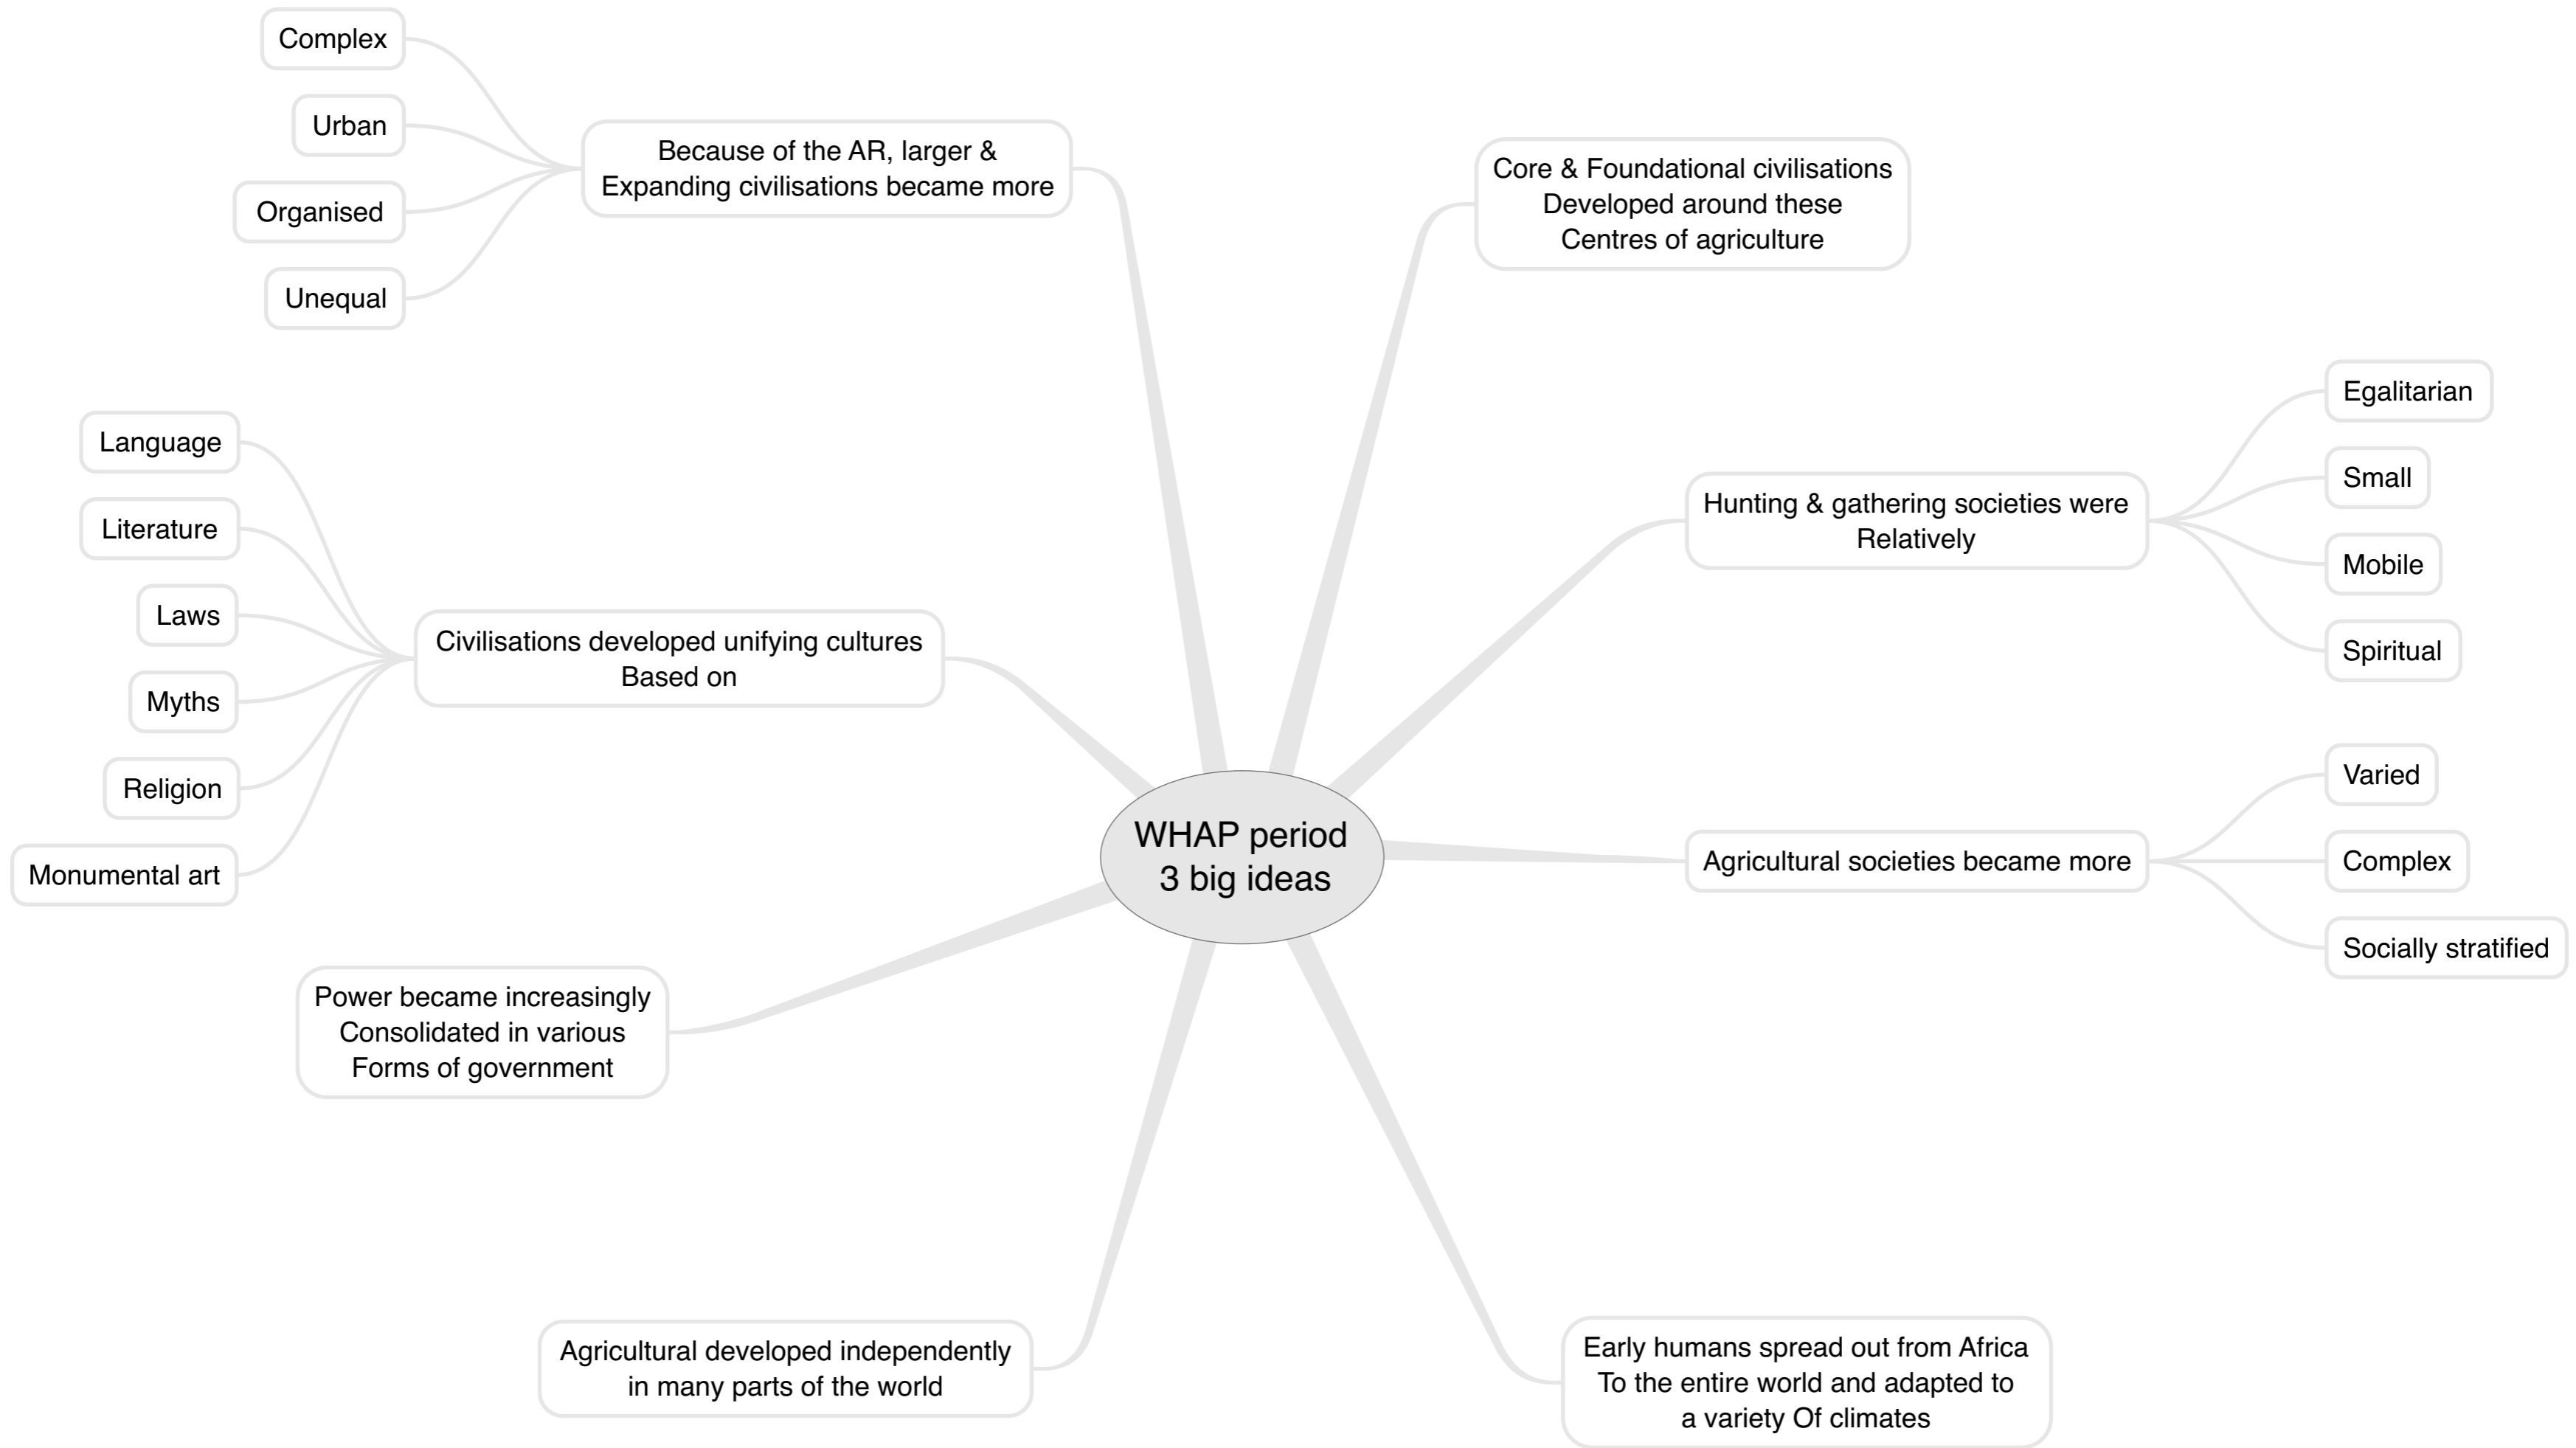 WHAP period
3 big ideas
Core & Foundational civilisations
Developed around these
Centres of agriculture
Hunting & gathering societies were
Relatively
Egalitarian
Small
Mobile
Spiritual
Agricultural societies became more
Varied
Complex
Socially stratified
Early humans spread out from Africa
To the entire world and adapted to
a variety Of climates
Agricultural developed independently
in many parts of the world
Power became increasingly
Consolidated in various
Forms of government
Civilisations developed unifying cultures
Based on
Language
Literature
Laws
Myths
Religion
Monumental art
Because of the AR, larger &
Expanding civilisations became more
Complex
Urban
Organised
Unequal